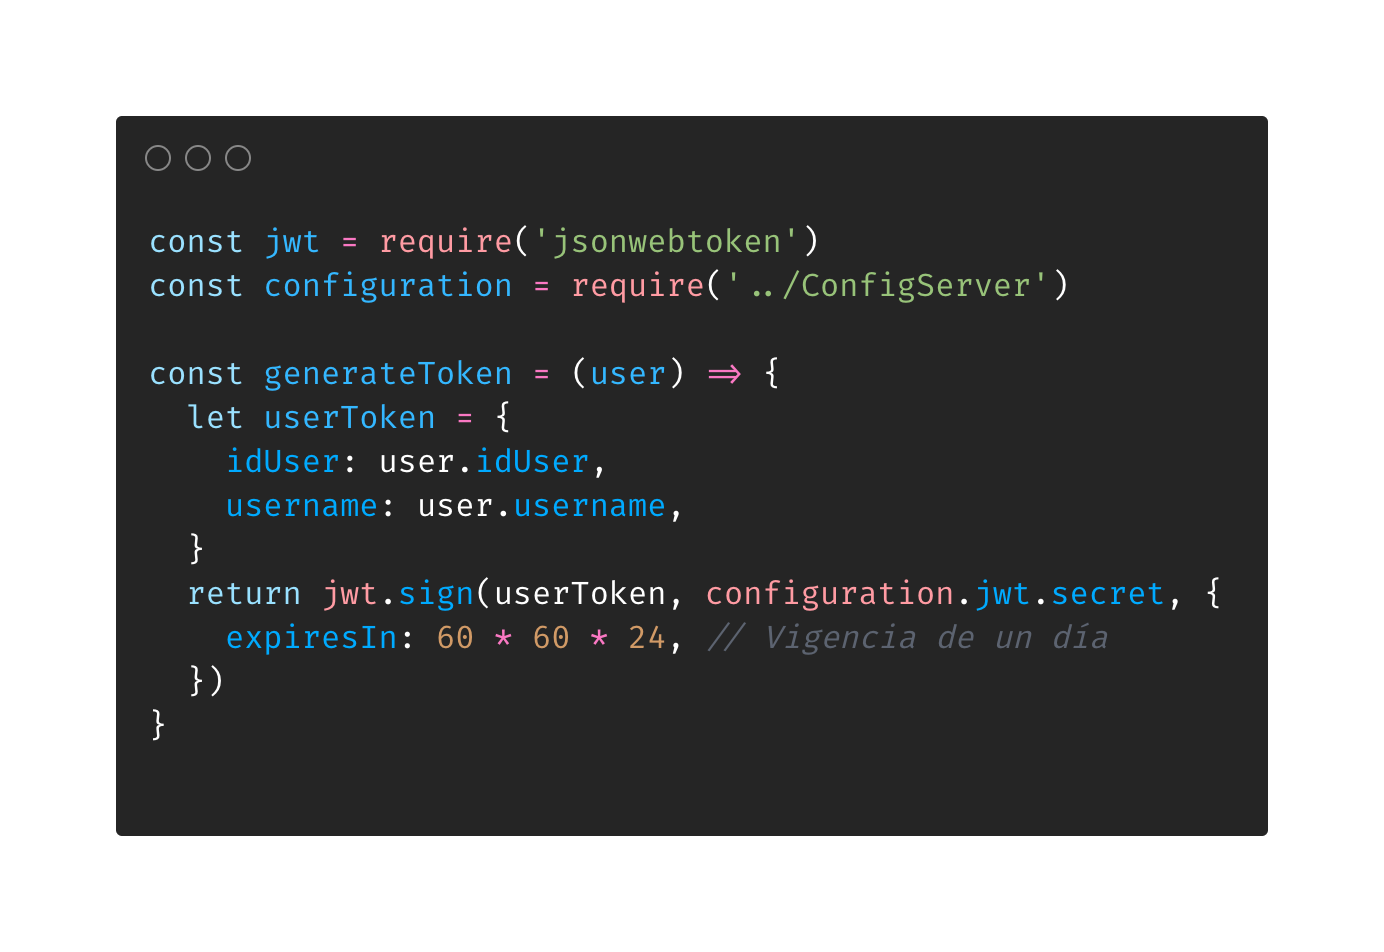 const jwt = require('jsonwebtoken')
const configuration = require('../ConfigServer')

const generateToken = (user) => {
  let userToken = {
    idUser: user.idUser,
    username: user.username,
  }
  return jwt.sign(userToken, configuration.jwt.secret, {
    expiresIn: 60 * 60 * 24, // Vigencia de un día
  })
}